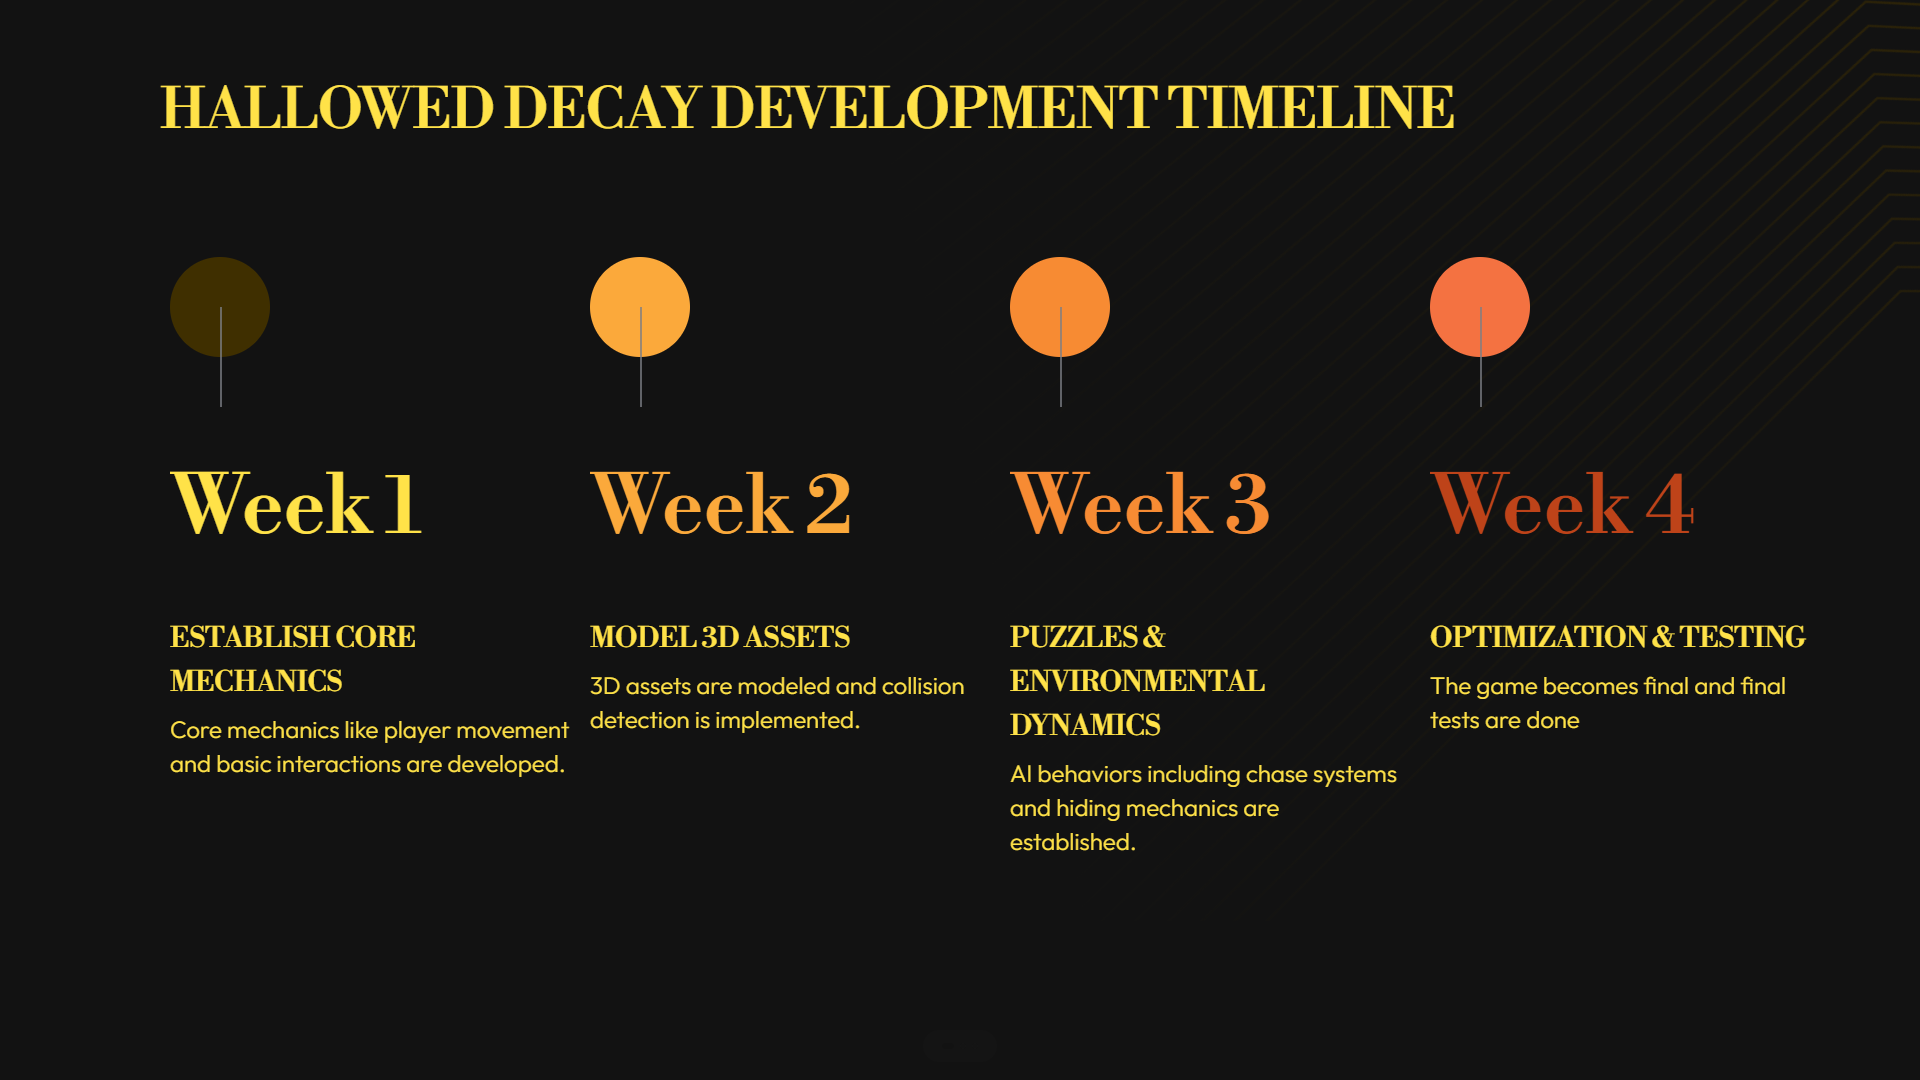 HALLOWED DECAY DEVELOPMENT TIMELINE
Week 1
ESTABLISH CORE
MECHANICS
Core mechanics like player movement
and basic interactions are developed.
Week 2
MODEL 3D ASSETS
3D assets are modeled and collision
detection is implemented.
Week 3
PUZZLES &
ENVIRONMENTAL
DYNAMICS
AI behaviors including chase systems
and hiding mechanics are
established.
Week 4
OPTIMIZATION & TESTING
The game becomes final and final
tests are done